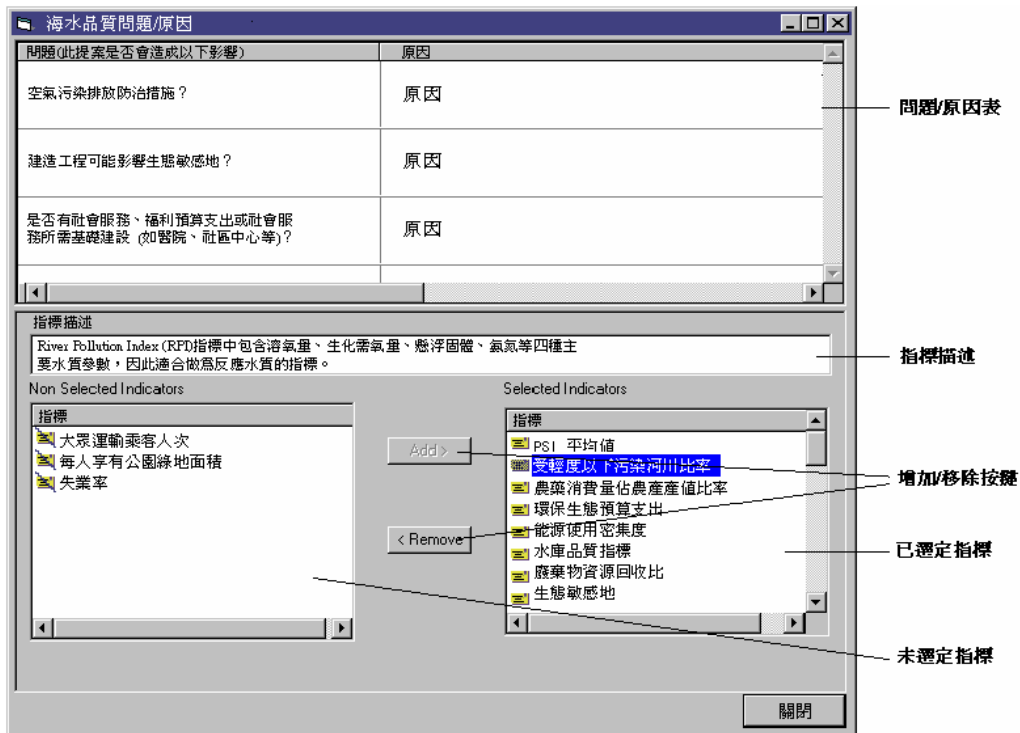 海水品質問題/原因
問題(此提案是否會造成以下影響)
原因
空氣污染排放防治措施？
原因
問題/原因表
建造工程可能影響生態敏感地？
原因
是否有社會服務、福利預算支出或社會服
務所需基礎建設 (如醫院、社區中心等)？
原因
指標描述
River Pollution Index (RPI)指標中包含溶氧量、生化需氧量、懸浮固體、氨氮等四種主
要水質參數，因此適合做為反應水質的指標。
指標描述
Non Selected Indicators
指標
大眾運輸乘客人次
每人享有公園綠地面積
失業率
Add >
< Remove
Selected Indicators
指標
PSI 平均值
受輕度以下污染河川比率
農藥消費量佔農產產值比率
環保生態預算支出
能源使用密集度
水庫品質指標
廢棄物資源回收比
生態敏感地
增加/移除按鍵
已選定指標
未選定指標
關閉